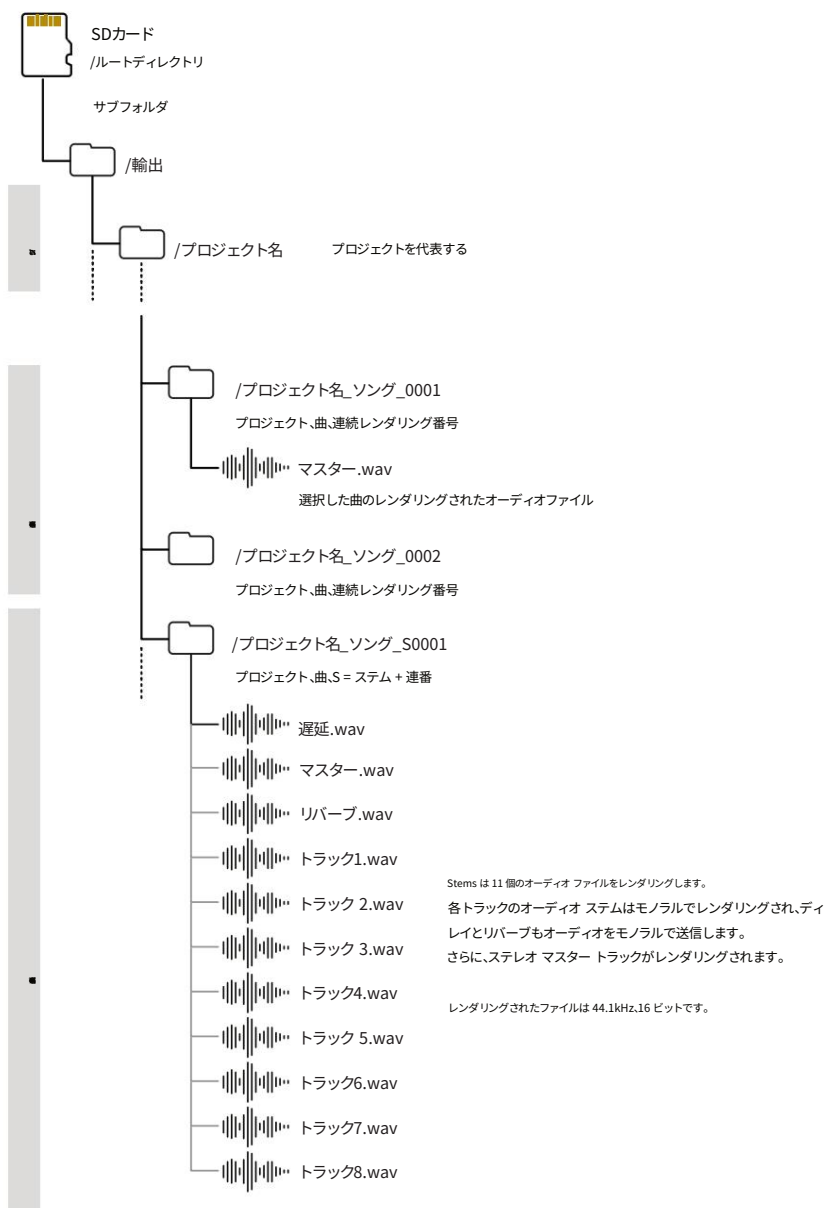 SDカード
/ルートディレクトリ
サブフォルダ
/輸出
/プロジェクト名
プロジェクトを代表する
/プロジェクト名_ソング_0001
プロジェクト、曲、連続レンダリング番号
マスター.wav
選択した曲のレンダリングされたオーディオファイル
/プロジェクト名_ソング_0002
プロジェクト、曲、連続レンダリング番号
/プロジェクト名_ソング_S0001
プロジェクト、曲、S = ステム + 連番
遅延.wav
マスター.wav
リバーブ.wav
トラック1.wav
トラック 2.wav
トラック 3.wav
トラック4.wav
トラック 5.wav
トラック6.wav
トラック7.wav
トラック8.wav
Stems は 11 個のオーディオ ファイルをレンダリングします。
各トラックのオーディオ ステムはモノラルでレンダリングされ、ディ
レイとリバーブもオーディオをモノラルで送信します。
さらに、ステレオ マスター トラックがレンダリングされます。
レンダリングされたファイルは 44.1kHz、16 ビットです。